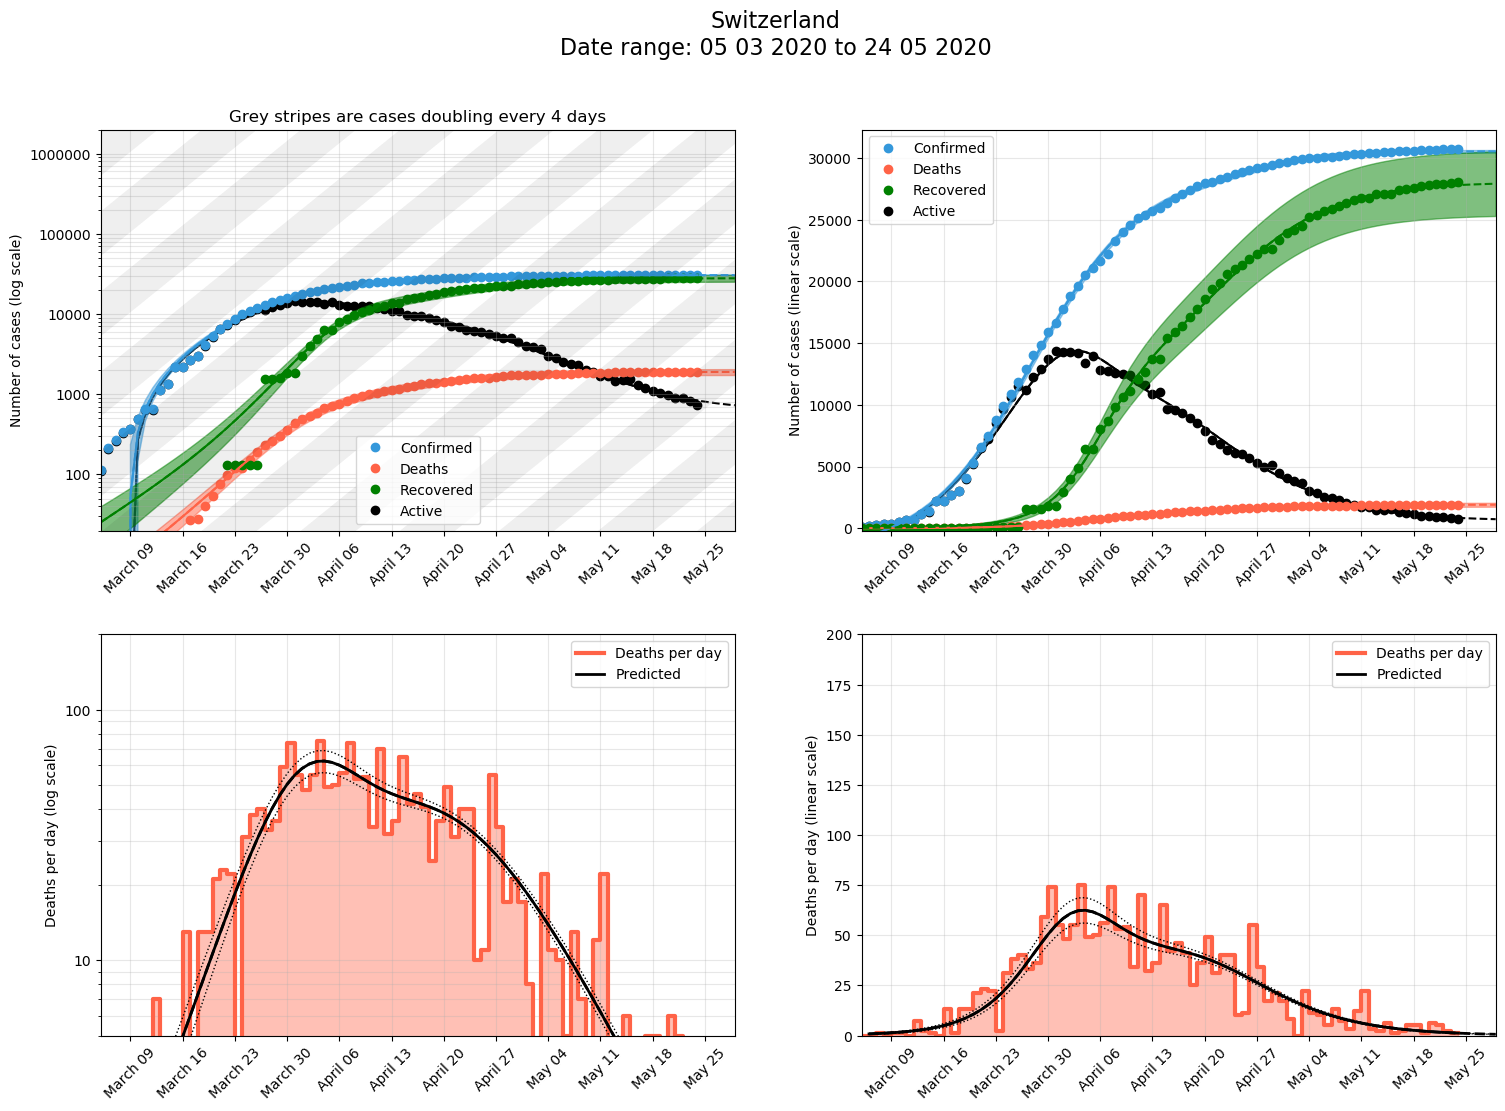 Switzerland
Date range: 05 03 2020 to 24 05 2020
Grey stripes are cases doubling every 4 days
Number of cases (log scale)
1000000
100000
10000
1000
100
Confirmed
Deaths
Recovered
Active
March 09
March 16
March 23
March 30
April 06
April 13
April 20
April 27
May 04
May 11
May 18
May 25
Number of cases (linear scale)
30000
25000
20000
15000
10000
5000
0
Confirmed
Deaths
Recovered
Active
March 09
March 16
March 23
March 30
April 06
April 13
April 20
April 27
May 04
May 11
May 18
May 25
Deaths per day (log scale)
100
10
Deaths per day
Predicted
March 09
March 16
March 23
March 30
April 06
April 13
April 20
April 27
May 04
May 11
May 18
May 25
Deaths per day (linear scale)
200
175
150
125
100
75
50
25
0
Deaths per day
Predicted
March 09
March 16
March 23
March 30
April 06
April 13
April 20
April 27
May 04
May 11
May 18
May 25